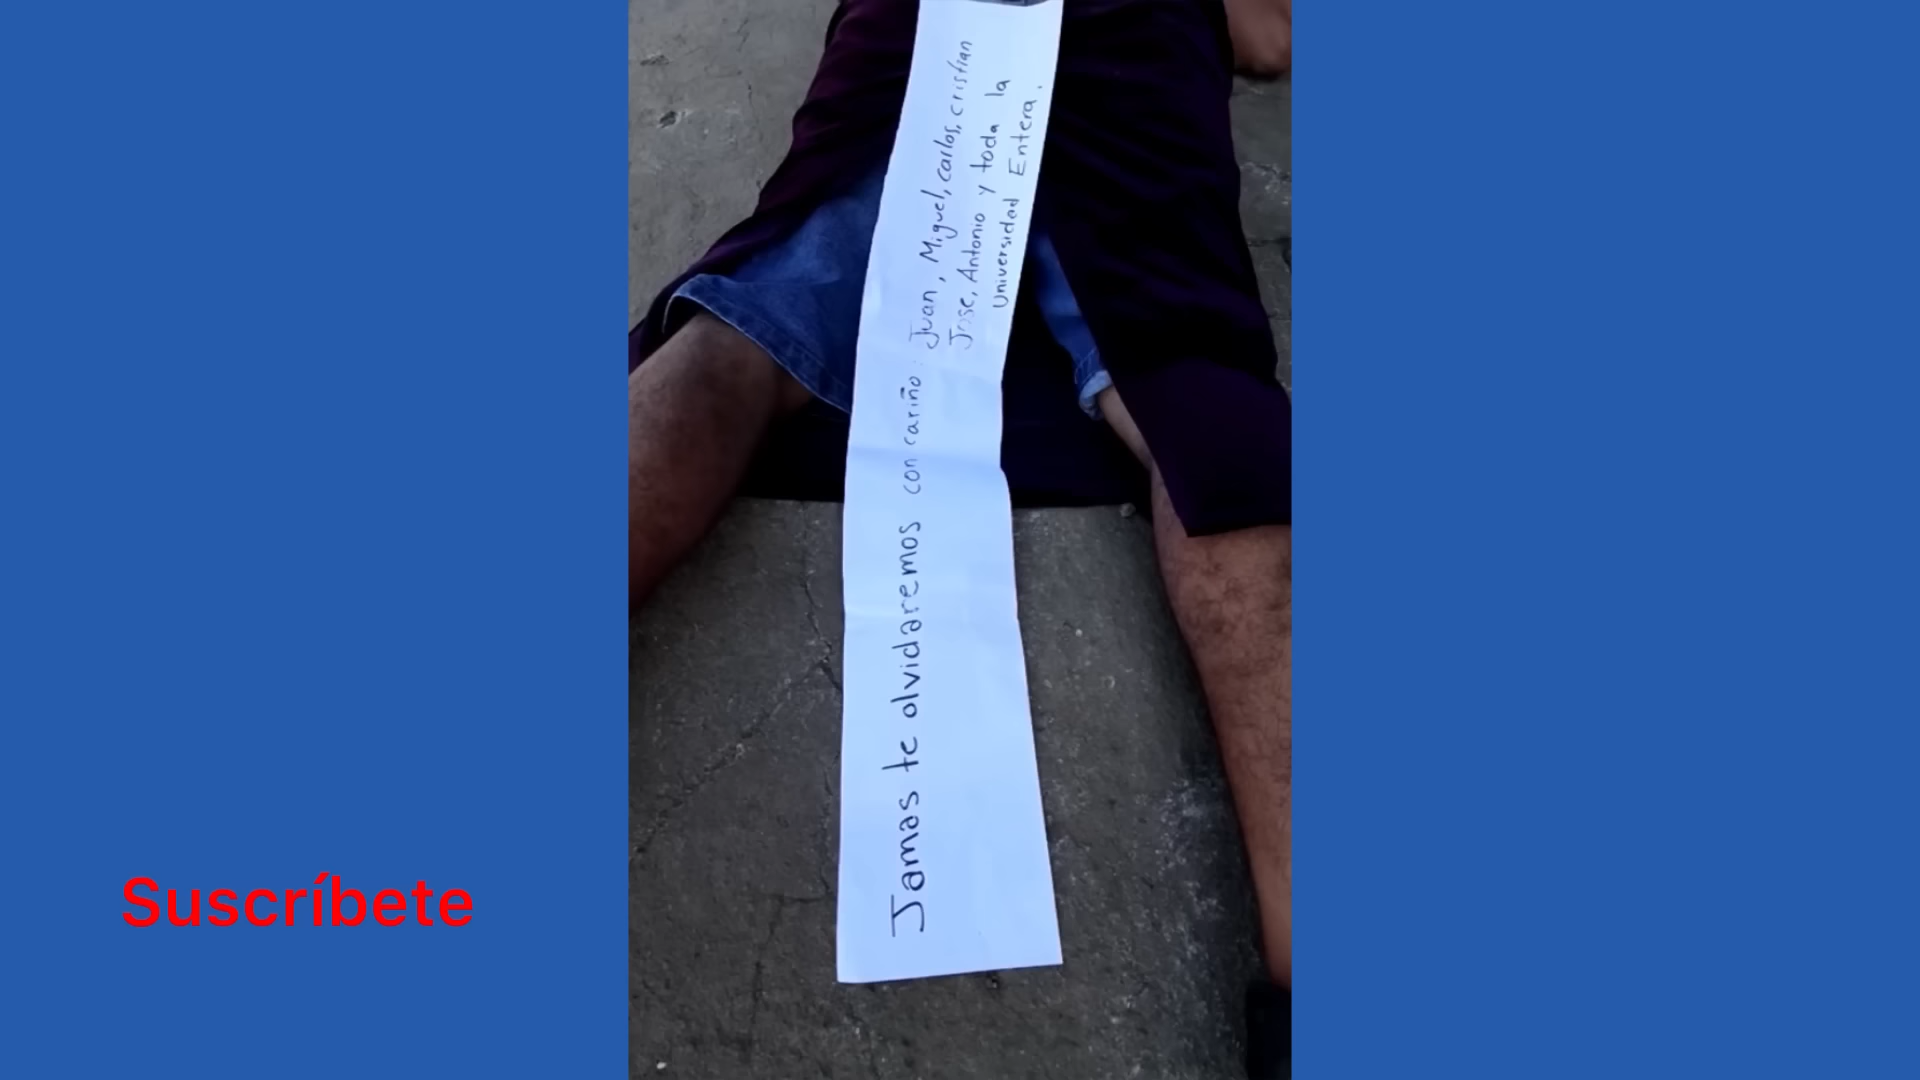 Jamas te olvidaremos con cariño: Juan, Miguel, carlos, cristian
Jose, Antonio y toda la
Universidad Entera.
Suscríbete